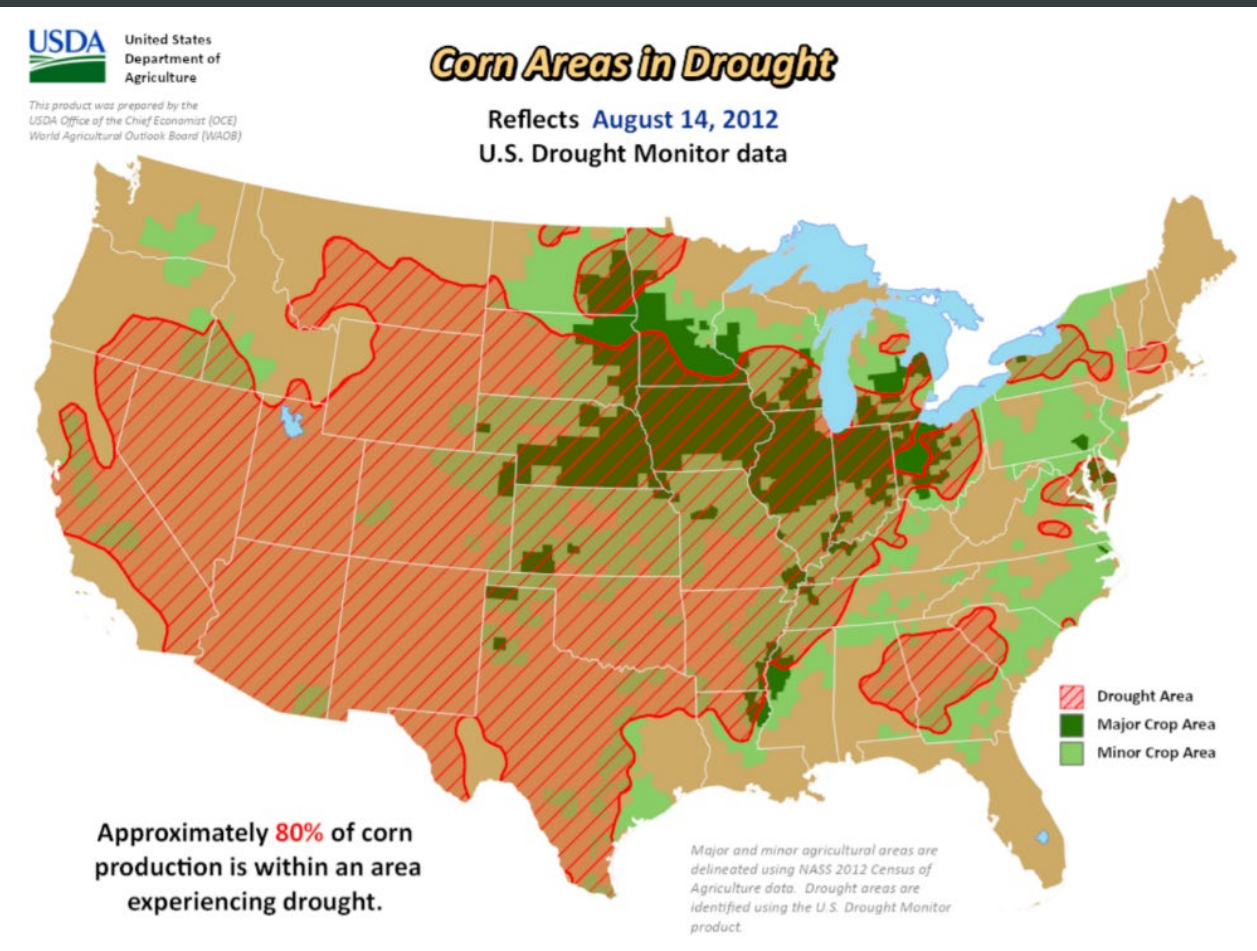 USDA
United States
Department of
Agriculture
This product was prepared by the
USDA Office of the Chief Economist (OCE)
World Agricultural Outlook Board (WAOB)
Corn Areas in Drought
Reflects August 14, 2012
U.S. Drought Monitor data
Drought Area
Major Crop Area
Minor Crop Area
Approximately 80% of corn
production is within an area
experiencing drought.
Major and minor agricultural areas are
delineated using NASS 2012 Census of
Agriculture data. Drought areas are
identified using the U.S. Drought Monitor
product.